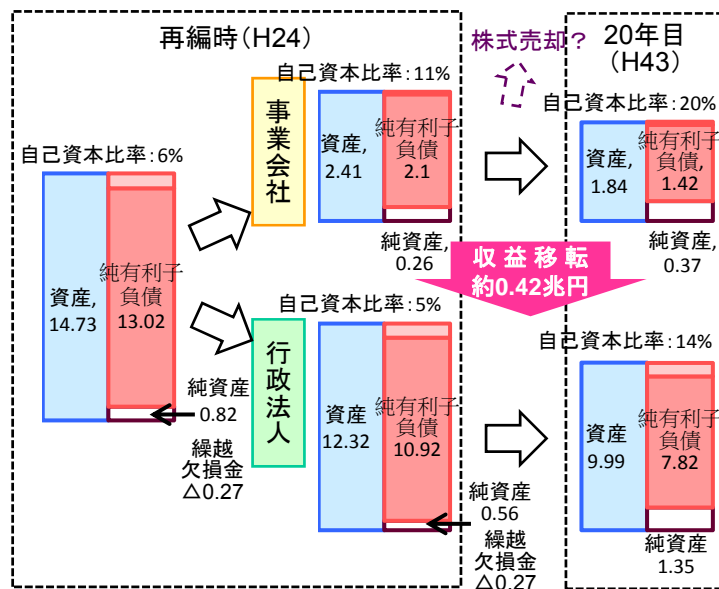 再編時(H24)
株式売却?
20年目
(H43)
自己資本比率:11%
事業会社
資産,
2.41
純有利子
負債
2.1
純資産,
0.26
自己資本比率:20%
資産,
1.84
純有利子
負債,
1.42
純資産,
0.37
自己資本比率:6%
資産,
14.73
純有利子
負債
13.02
純資産
0.82
繰越
欠損金
△0.27
収益移転
約0.42兆円
自己資本比率:5%
行政法人
資産
12.32
純有利子
負債
10.92
純資産
0.56
繰越
欠損金
△0.27
自己資本比率:14%
資産
9.99
純有利子
負債
7.82
純資産
1.35